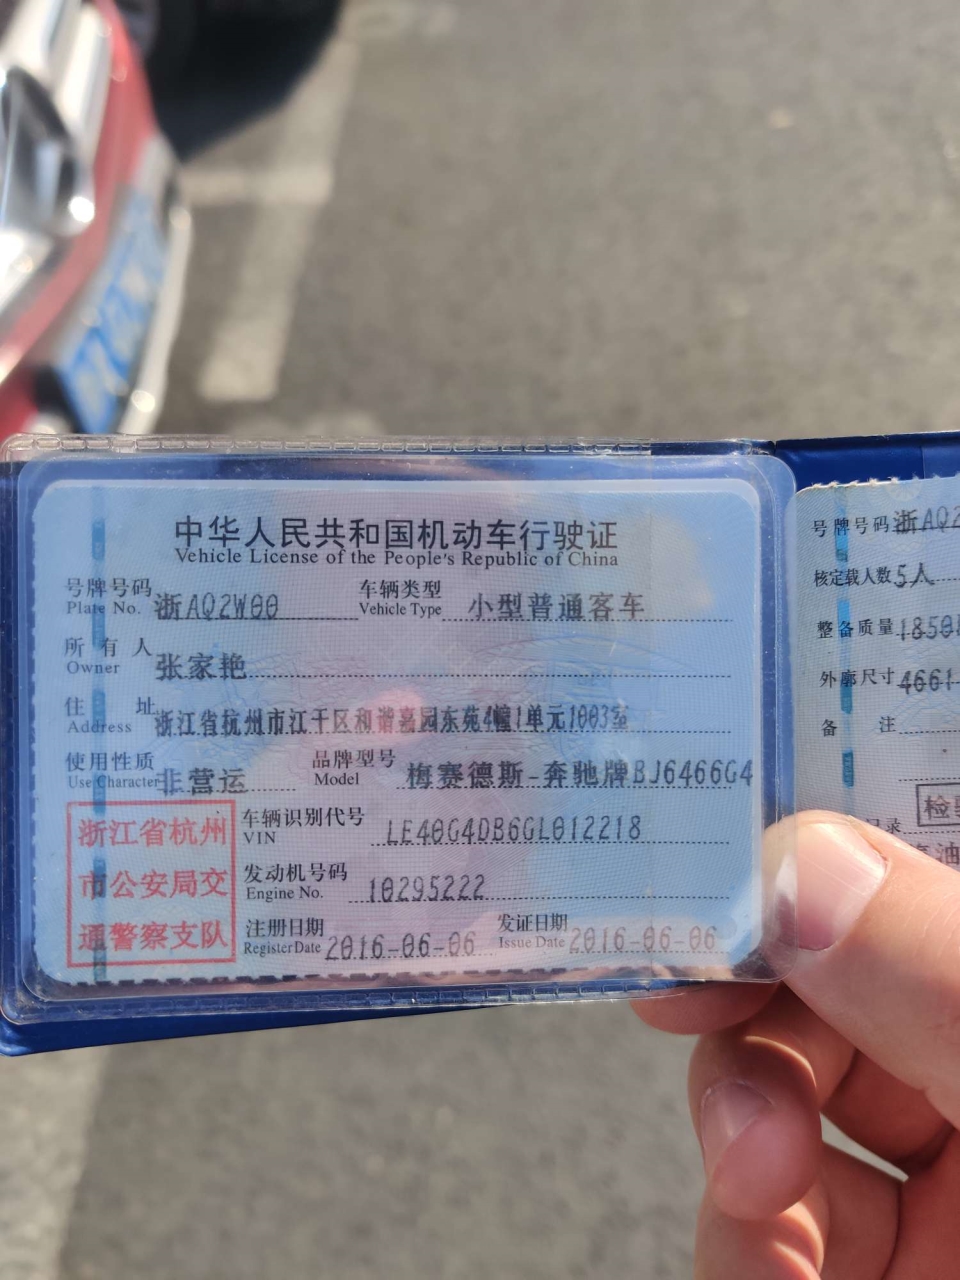 中华人民共和国机动车行驶证
Vehicle License of the People's Republic of China
号牌号码 浙AQ2W00 车辆类型 小型普通客车
Plate No. Vehicle Type
所有人 张家艳
Owner
住址 浙江省杭州市江干区和谐嘉园东苑4幢1单元1003室
Address
使用性质 非营运 品牌型号 梅赛德斯-奔驰牌BJ6466G4
Use Character Model
浙江省杭州
市公安局交
通警察支队
车辆识别代号 LE40G4DB6GL012218
VIN
发动机号码 10295222
Engine No.
注册日期 2016-06-06 发证日期 2016-06-06
Register Date Issue Date
号牌号码 浙AQ2
核定载人数 5人
整备质量 1850
外廓尺寸 4661
备注
检验
记录
油